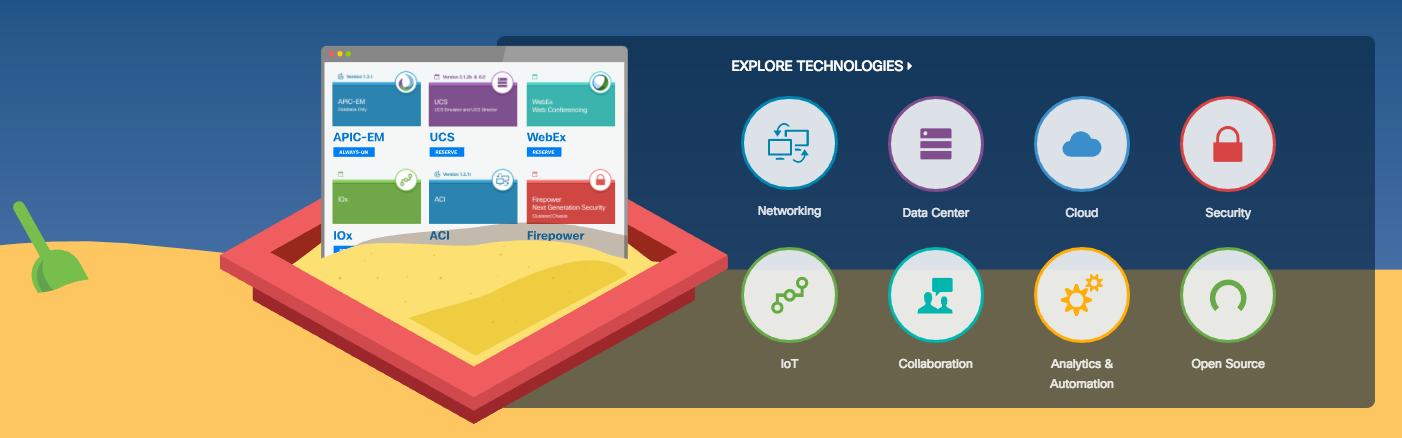 EXPLORE TECHNOLOGIES
Version 1.3.1
Version 2.1.2b & 6.0
APIC-EM
Database Only
UCS
UCS Emulator and UCS Director
WebEx
Web Conferencing
APIC-EM
UCS
WebEx
ALWAYS-ON
RESERVE
RESERVE
Version 1.2.1i
IOx
ACI
Firepower
Next Generation Security
Clustered Chassis
IOx
ACI
Firepower
Networking
Data Center
Cloud
Security
IoT
Collaboration
Analytics &
Automation
Open Source